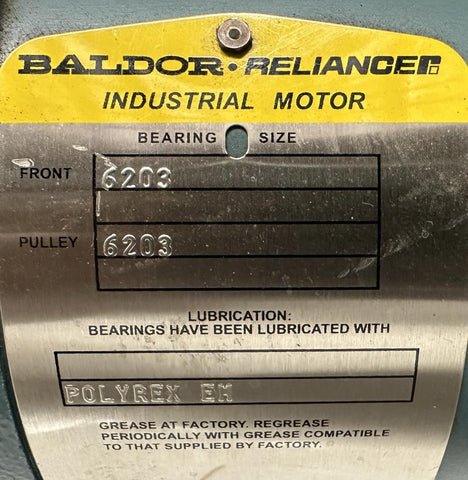 BALDOR · RELIANCER
INDUSTRIAL MOTOR
BEARING SIZE
FRONT 6203
PULLEY 6203
LUBRICATION:
BEARINGS HAVE BEEN LUBRICATED WITH
POLYREX EM
GREASE AT FACTORY. REGREASE
PERIODICALLY WITH GREASE COMPATIBLE
TO THAT SUPPLIED BY FACTORY.